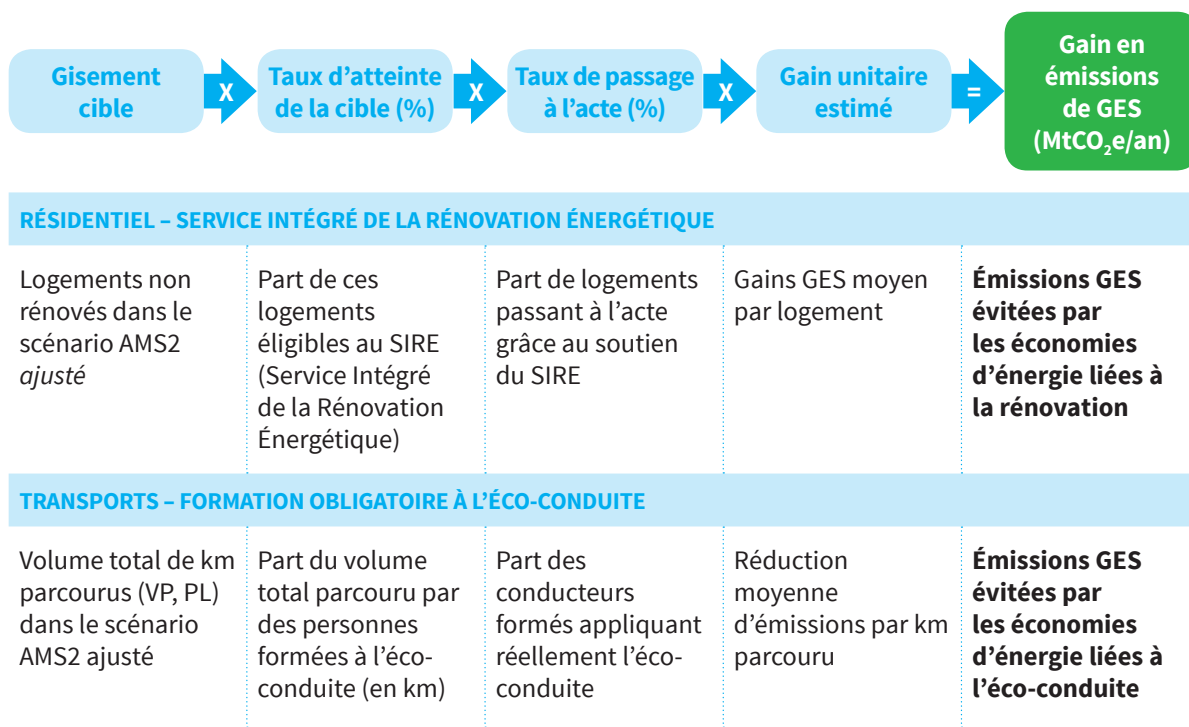 Gisement
cible
X
Taux d’atteinte
de la cible (%)
X
Taux de passage
à l’acte (%)
X
Gain unitaire
estimé
=
Gain en
émissions
de GES
(MtCO₂e/an)
RÉSIDENTIEL – SERVICE INTÉGRÉ DE LA RÉNOVATION ÉNERGÉTIQUE
Logements non
rénovés dans le
scénario AMS2
ajusté
Part de ces
logements
éligibles au SIRE
(Service Intégré
de la Rénovation
Énergétique)
Part de logements
passant à l’acte
grâce au soutien
du SIRE
Gains GES moyen
par logement
Émissions GES
évitées par
les économies
d’énergie liées à
la rénovation
TRANSPORTS – FORMATION OBLIGATOIRE À L’ÉCO-CONDUITE
Volume total de km
parcourus (VP, PL)
dans le scénario
AMS2 ajusté
Part du volume
total parcouru par
des personnes
formées à l’éco-
conduite (en km)
Part des
conducteurs
formés appliquant
réellement l’éco-
conduite
Réduction
moyenne
d’émissions par km
parcouru
Émissions GES
évitées par
les économies
d’énergie liées à
l’éco-conduite